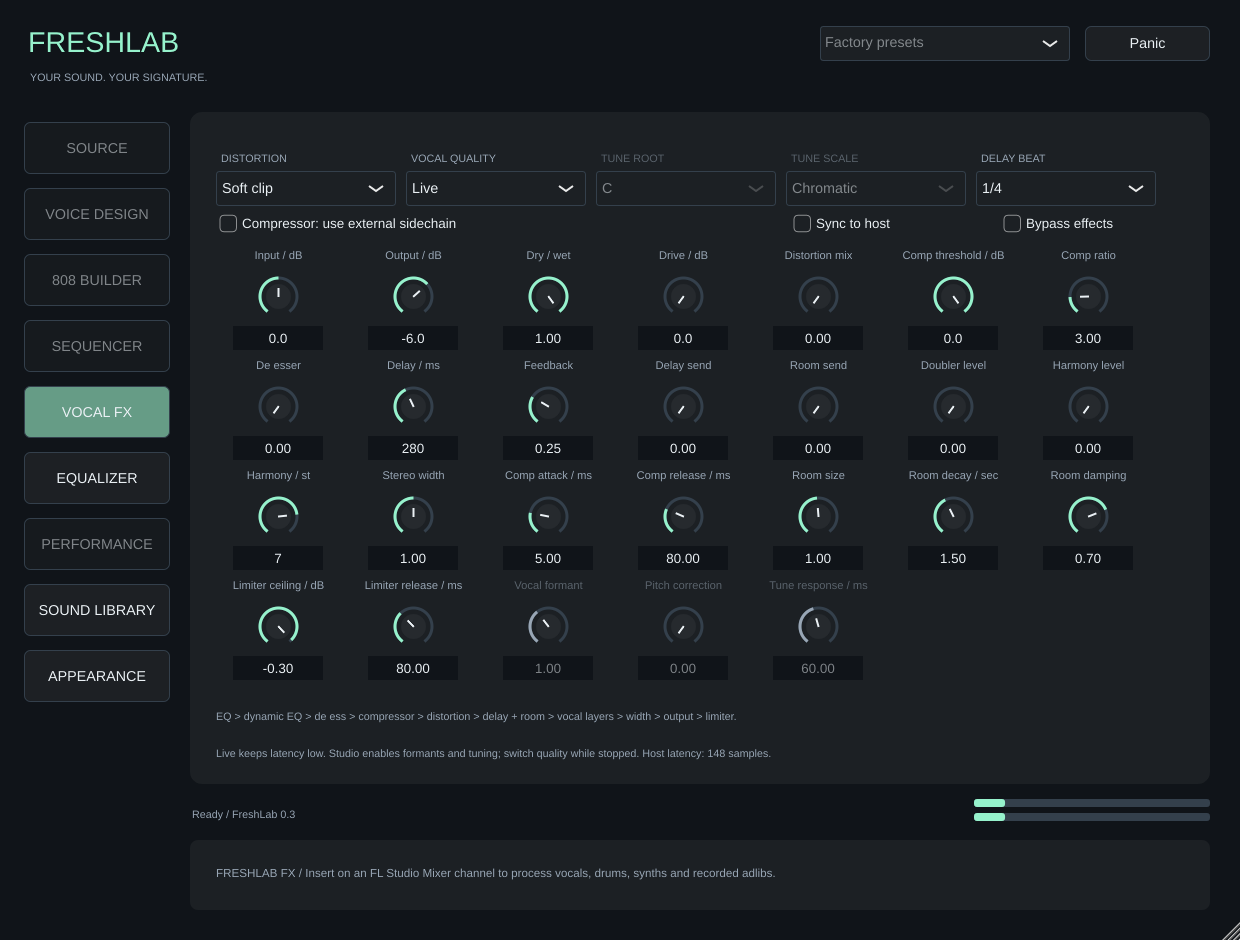 FRESHLAB
Factory presets
Panic
YOUR SOUND. YOUR SIGNATURE.
SOURCE
VOICE DESIGN
808 BUILDER
SEQUENCER
VOCAL FX
EQUALIZER
PERFORMANCE
SOUND LIBRARY
APPEARANCE
DISTORTION VOCAL QUALITY TUNE ROOT TUNE SCALE DELAY BEAT
Soft clip Live C Chromatic 1/4
Compressor: use external sidechain Sync to host Bypass effects
Input / dB Output / dB Dry / wet Drive / dB Distortion mix Comp threshold / dB Comp ratio
0.0 -6.0 1.00 0.0 0.00 0.0 3.00
De esser Delay / ms Feedback Delay send Room send Doubler level Harmony level
0.00 280 0.25 0.00 0.00 0.00 0.00
Harmony / st Stereo width Comp attack / ms Comp release / ms Room size Room decay / sec Room damping
7 1.00 5.00 80.00 1.00 1.50 0.70
Limiter ceiling / dB Limiter release / ms Vocal formant Pitch correction Tune response / ms
-0.30 80.00 1.00 0.00 60.00
EQ > dynamic EQ > de ess > compressor > distortion > delay + room > vocal layers > width > output > limiter.
Live keeps latency low. Studio enables formants and tuning; switch quality while stopped. Host latency: 148 samples.
Ready / FreshLab 0.3
FRESHLAB FX / Insert on an FL Studio Mixer channel to process vocals, drums, synths and recorded adlibs.